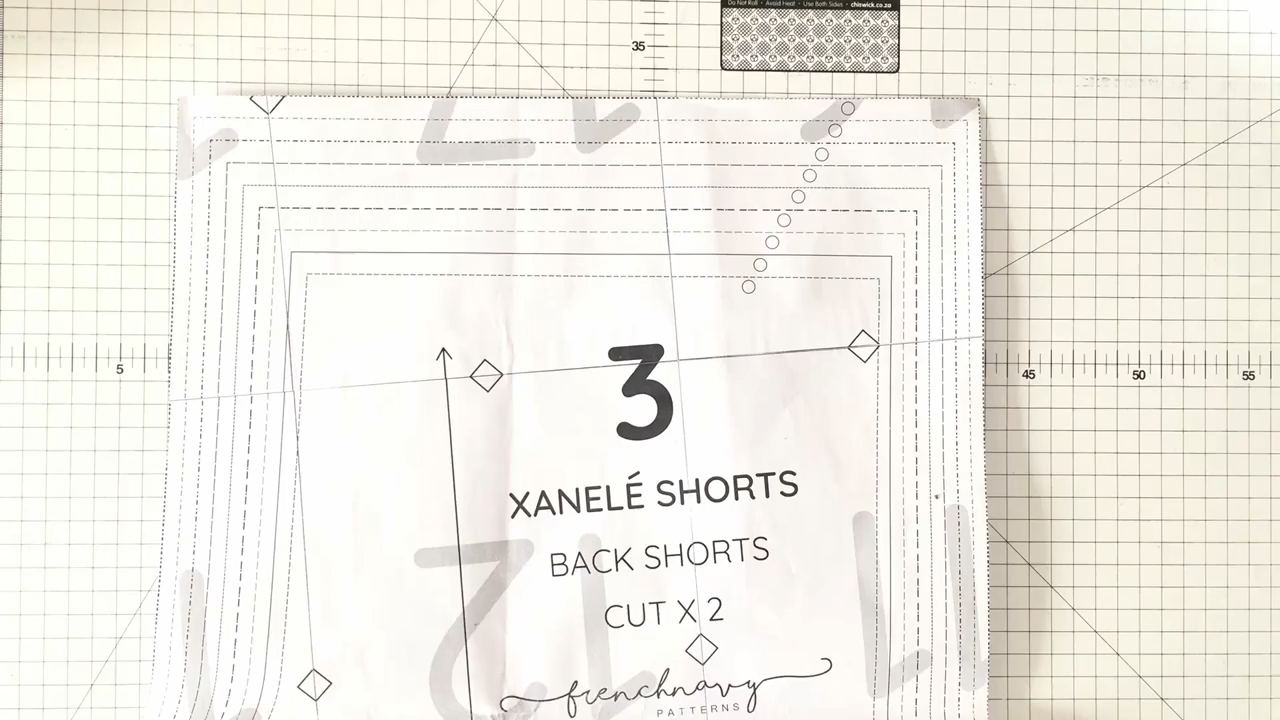 Do Not Roll • Avoid Heat • Use Both Sides • chiswick.co.za
35
5
45
50
55
3
XANELÉ SHORTS
BACK SHORTS
CUT X 2
frenchnavy
PATTERNS